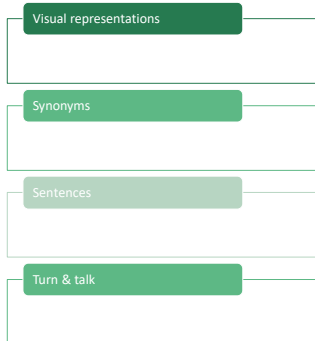 Visual representations
Synonyms
Sentences
Turn & talk